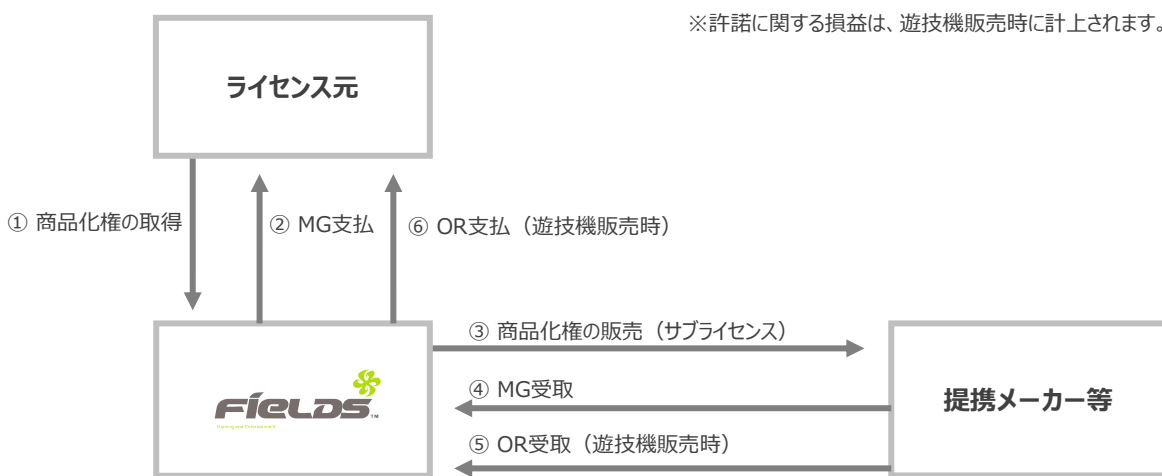 ※許諾に関する損益は、遊技機販売時に計上されます。
ライセンス元
① 商品化権の取得
② MG支払
⑥ OR支払（遊技機販売時）
③ 商品化権の販売（サブライセンス）
FIELDS™
Gaming and Entertainment
④ MG受取
提携メーカー等
⑤ OR受取（遊技機販売時）